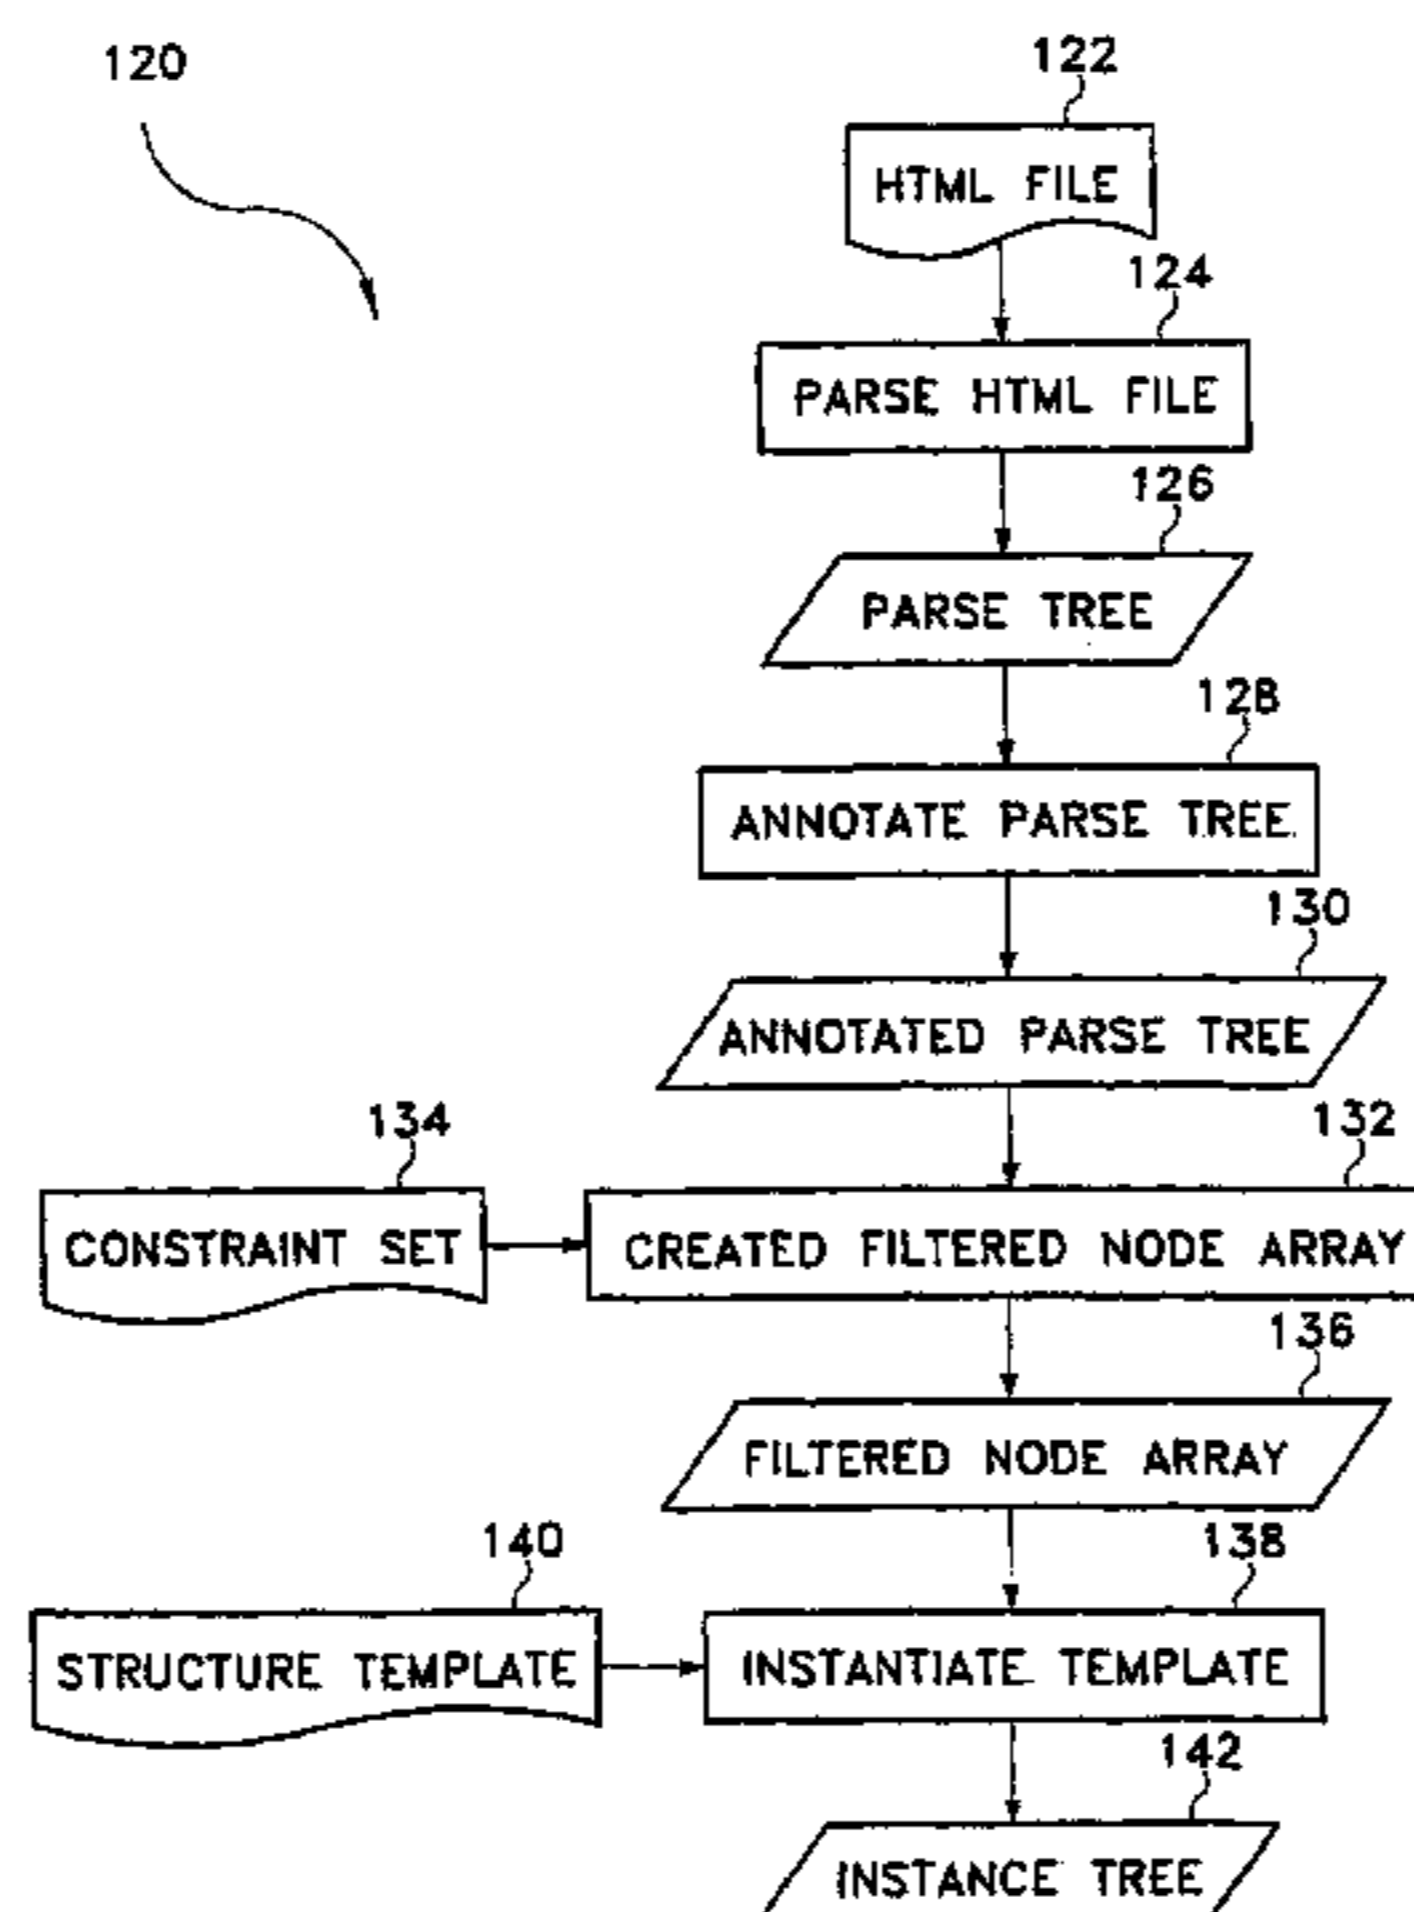 120
122
HTML FILE
124
PARSE HTML FILE
126
PARSE TREE
128
ANNOTATE PARSE TREE
130
ANNOTATED PARSE TREE
134
132
CONSTRAINT SET
CREATED FILTERED NODE ARRAY
136
FILTERED NODE ARRAY
140
138
STRUCTURE TEMPLATE
INSTANTIATE TEMPLATE
142
INSTANCE TREE